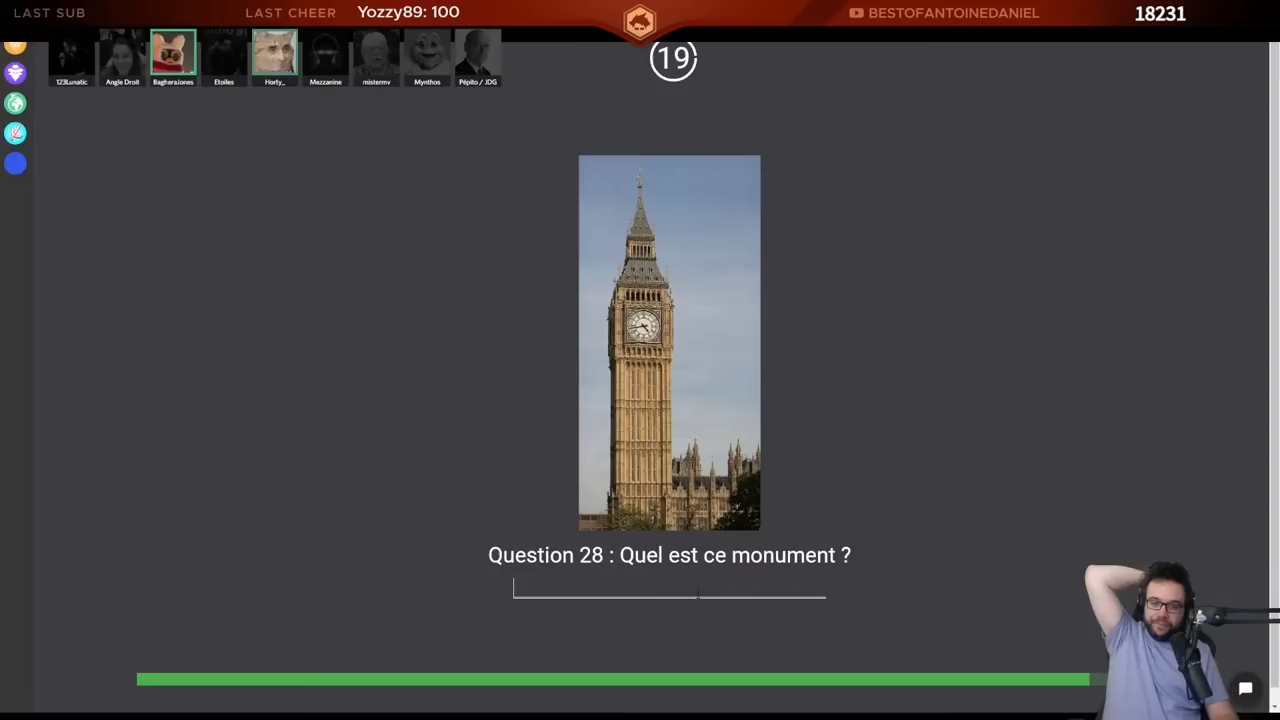 LAST SUB
LAST CHEER
Yozzy89: 100
BESTOFANTOINEDANIEL
18231
123Lunatic
Angle Droit
BagheraJones
Etoiles
Horty_
Mezzanine
mistermv
Mynthos
Pépito / JDG
19
Question 28 : Quel est ce monument ?